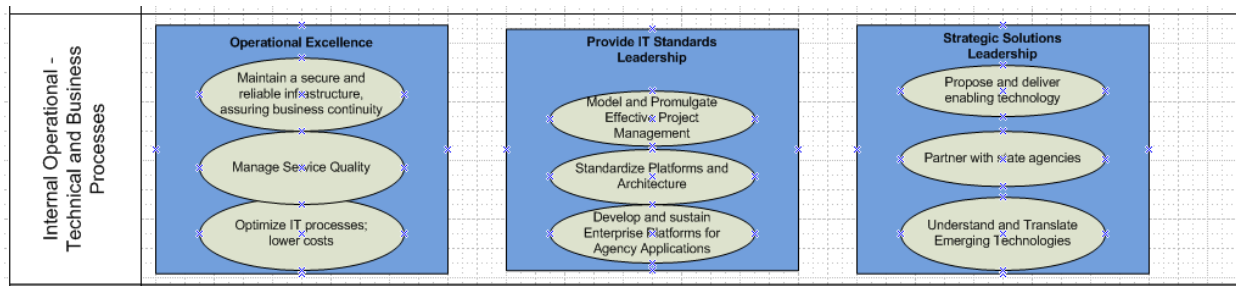 Internal Operational -
Technical and Business
Processes
Operational Excellence
Maintain a secure and
reliable infrastructure,
assuring business continuity
Manage Service Quality
Optimize IT processes;
lower costs
Provide IT Standards
Leadership
Model and Promulgate
Effective Project
Management
Standardize Platforms and
Architecture
Develop and sustain
Enterprise Platforms for
Agency Applications
Strategic Solutions
Leadership
Propose and deliver
enabling technology
Partner with state agencies
Understand and Translate
Emerging Technologies